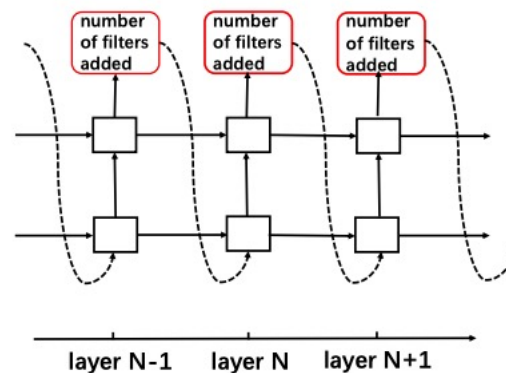 number
of filters
added
number
of filters
added
number
of filters
added
layer N-1
layer N
layer N+1